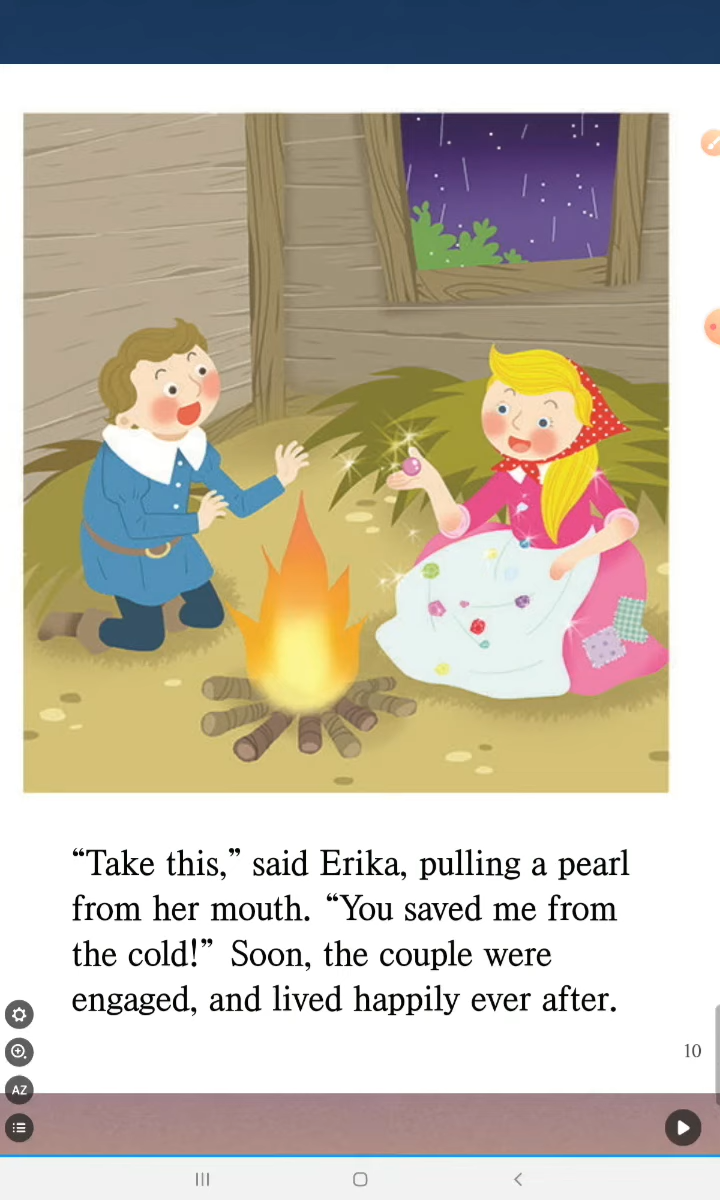 “Take this,” said Erika, pulling a pearl
from her mouth. “You saved me from
the cold!” Soon, the couple were
engaged, and lived happily ever after.
10
AZ